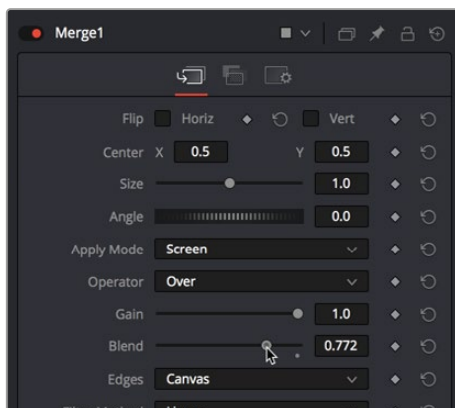 Merge1
Flip Horiz Vert
Center X 0.5 Y 0.5
Size 1.0
Angle 0.0
Apply Mode Screen
Operator Over
Gain 1.0
Blend 0.772
Edges Canvas